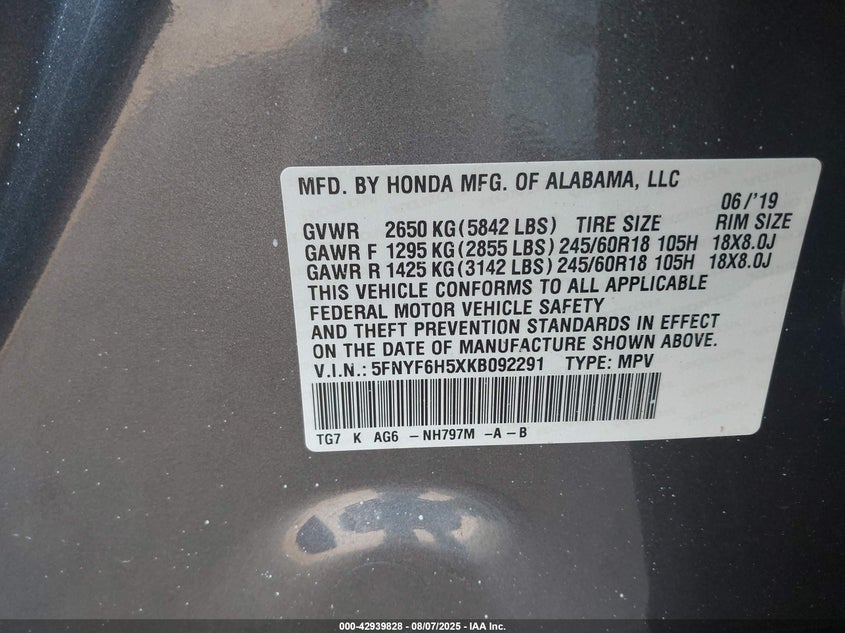 MFD. BY HONDA MFG. OF ALABAMA, LLC
06/'19
GVWR 2650 KG(5842 LBS) TIRE SIZE RIM SIZE
GAWR F 1295 KG(2855 LBS) 245/60R18 105H 18X8.0J
GAWR R 1425 KG(3142 LBS) 245/60R18 105H 18X8.0J
THIS VEHICLE CONFORMS TO ALL APPLICABLE
FEDERAL MOTOR VEHICLE SAFETY
AND THEFT PREVENTION STANDARDS IN EFFECT
ON THE DATE OF MANUFACTURE SHOWN ABOVE.
V.I.N.: 5FNYF6H5XKB092291 TYPE: MPV
TG7 K AG6 -NH797M -A-B
000-42939828 - 08/07/2025 - IAA Inc.